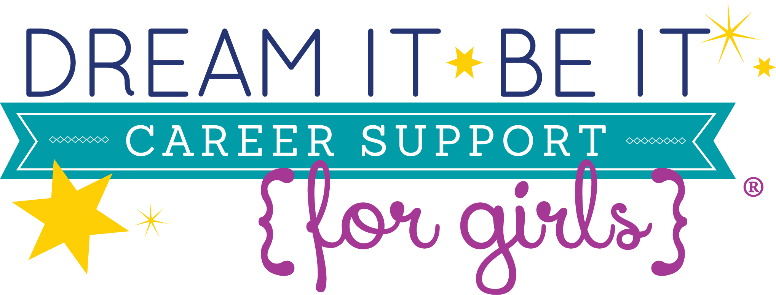 DREAM IT BE IT
CAREER SUPPORT
{for girls} ®